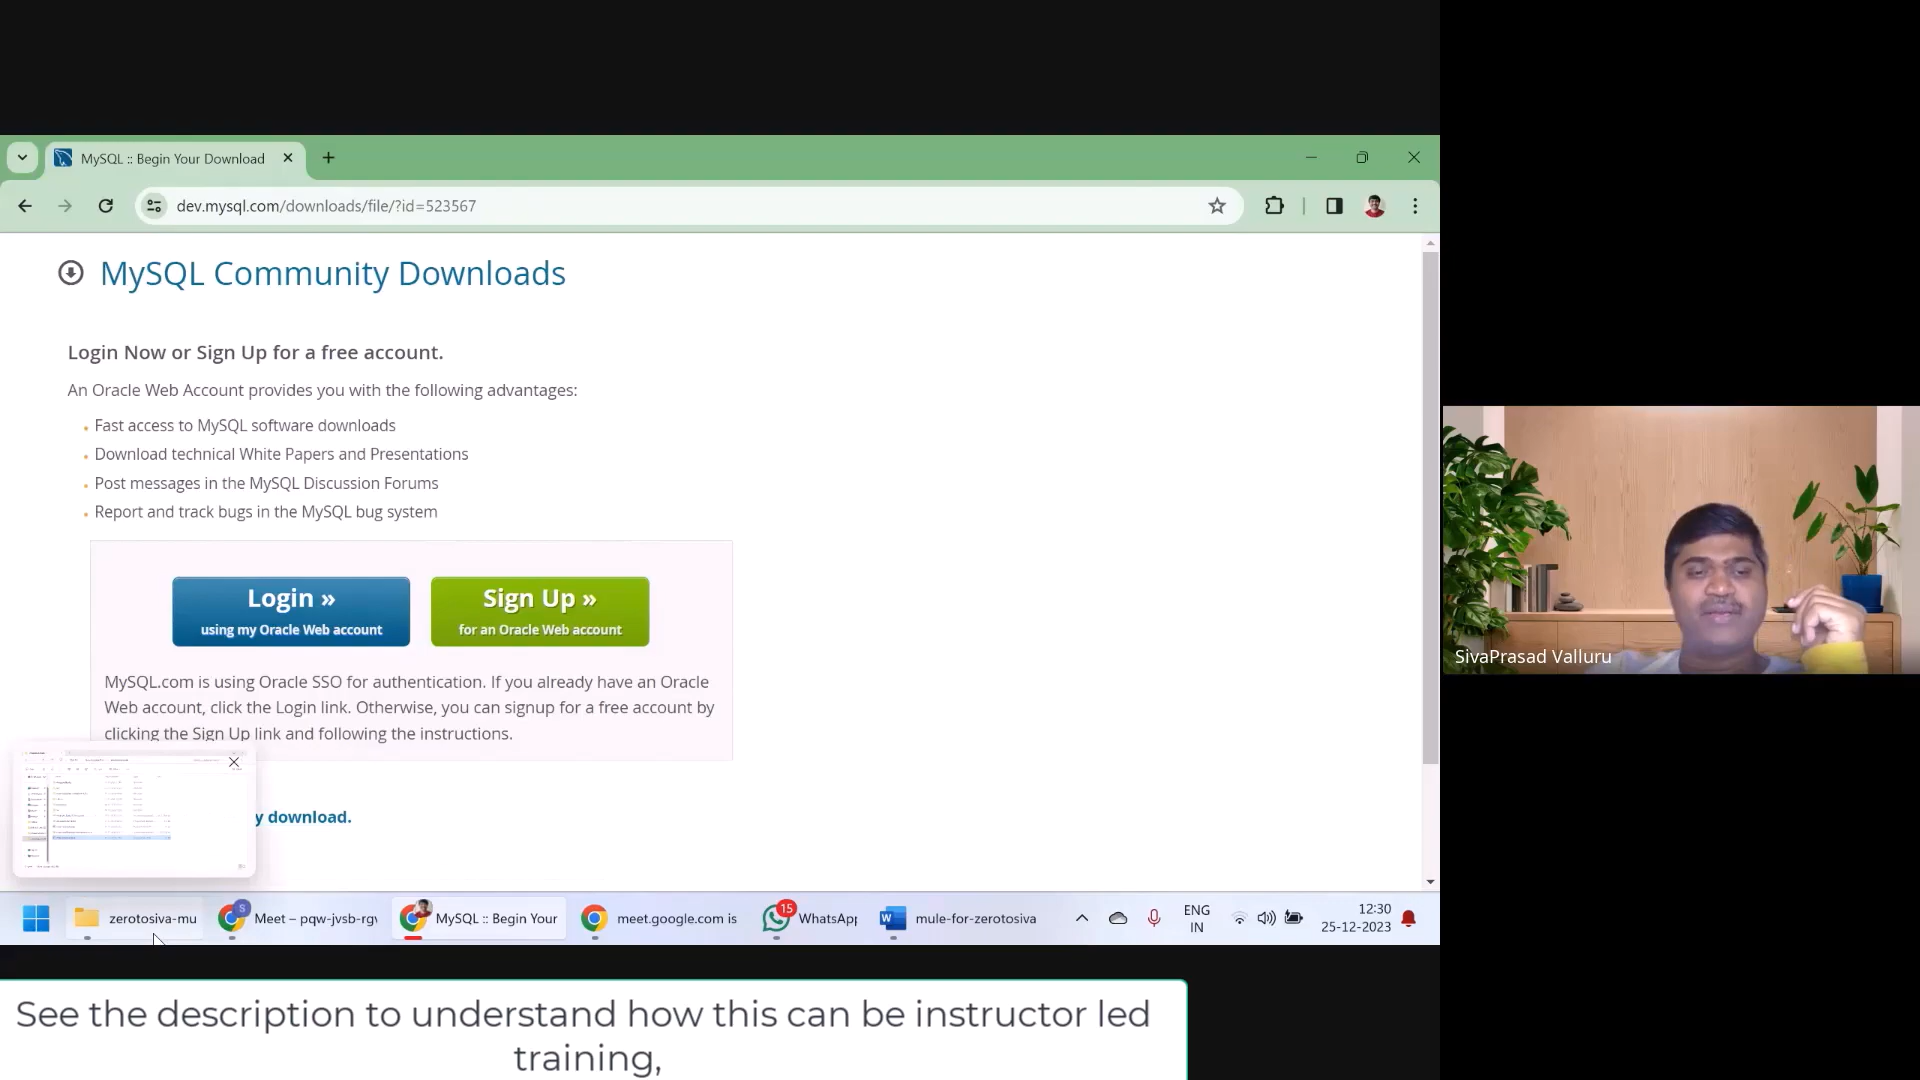 MySQL :: Begin Your Download
dev.mysql.com/downloads/file/?id=523567
MySQL Community Downloads
Login Now or Sign Up for a free account.
An Oracle Web Account provides you with the following advantages:
Fast access to MySQL software downloads
Download technical White Papers and Presentations
Post messages in the MySQL Discussion Forums
Report and track bugs in the MySQL bug system
Login »
using my Oracle Web account
Sign Up »
for an Oracle Web account
MySQL.com is using Oracle SSO for authentication. If you already have an Oracle
Web account, click the Login link. Otherwise, you can signup for a free account by
clicking the Sign Up link and following the instructions.
y download.
SivaPrasad Valluru
zerotosiva-mu
S
Meet – pqw-jvsb-rgv
MySQL :: Begin Your
meet.google.com is
15
WhatsApp
W
mule-for-zerotosiva
ENG
IN
12:30
25-12-2023
See the description to understand how this can be instructor led
training,